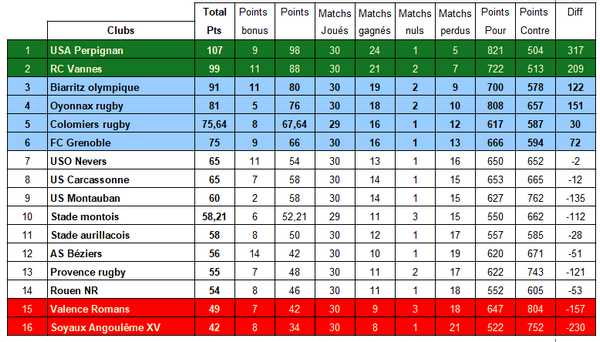 Clubs Total Pts Points bonus Points Matchs Joués Matchs gagnés Matchs nuls Matchs perdus Points Pour Points Contre Diff
1 USA Perpignan 107 9 98 30 24 1 5 821 504 317
2 RC Vannes 99 11 88 30 21 2 7 722 513 209
3 Biarritz olympique 91 11 80 30 19 2 9 700 578 122
4 Oyonnax rugby 81 5 76 30 18 2 10 808 657 151
5 Colomiers rugby 75,64 8 67,64 29 16 1 12 617 587 30
6 FC Grenoble 75 9 66 30 16 1 13 666 594 72
7 USO Nevers 65 11 54 30 13 1 16 650 652 -2
8 US Carcassonne 65 7 58 30 14 1 15 653 665 -12
9 US Montauban 60 2 58 30 14 1 15 627 762 -135
10 Stade montois 58,21 6 52,21 29 11 3 15 550 662 -112
11 Stade aurillacois 58 8 50 30 12 1 17 557 585 -28
12 AS Béziers 56 14 42 30 10 1 19 620 671 -51
13 Provence rugby 55 7 48 30 11 2 17 622 743 -121
14 Rouen NR 54 8 46 30 11 1 18 552 605 -53
15 Valence Romans 49 7 42 30 9 3 18 647 804 -157
16 Soyaux Angoulême XV 42 8 34 30 8 1 21 522 752 -230